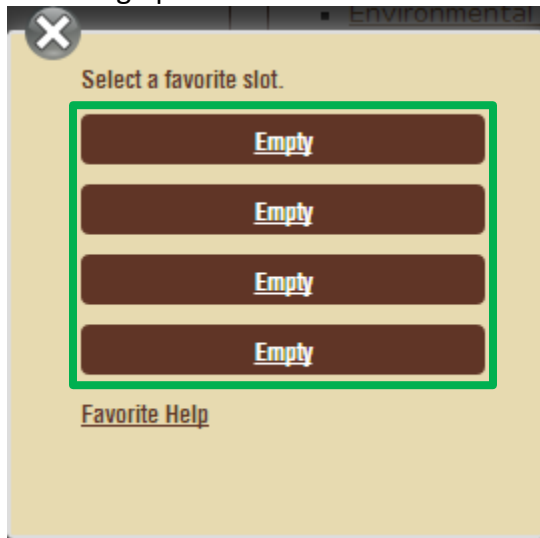 Environmental
Select a favorite slot.
Empty
Empty
Empty
Empty
Favorite Help